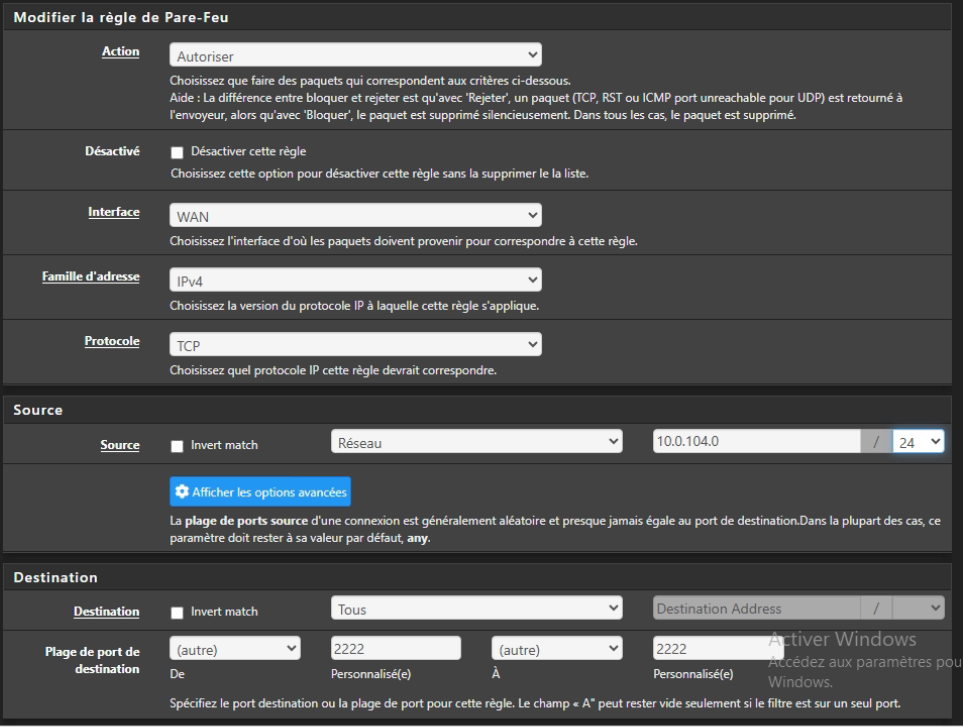 Modifier la règle de Pare-Feu
Action
Autoriser
Choisissez que faire des paquets qui correspondent aux critères ci-dessous.
Aide : La différence entre bloquer et rejeter est qu'avec 'Rejeter', un paquet (TCP, RST ou ICMP port unreachable pour UDP) est retourné à
l'envoyeur, alors qu'avec 'Bloquer', le paquet est supprimé silencieusement. Dans tous les cas, le paquet est supprimé.
Désactivé
Désactiver cette règle
Choisissez cette option pour désactiver cette règle sans la supprimer le la liste.
Interface
WAN
Choisissez l'interface d'où les paquets doivent provenir pour correspondre à cette règle.
Famille d'adresse
IPv4
Choisissez la version du protocole IP à laquelle cette règle s'applique.
Protocole
TCP
Choisissez quel protocole IP cette règle devrait correspondre.
Source
Source Invert match Réseau 10.0.104.0 / 24
Afficher les options avancées
La plage de ports source d'une connexion est généralement aléatoire et presque jamais égale au port de destination.Dans la plupart des cas, ce
paramètre doit rester à sa valeur par défaut, any.
Destination
Destination Invert match Tous Destination Address /
Plage de port de
destination
(autre) 2222 (autre) 2222
De Personnalisé(e) À Personnalisé(e)
Spécifiez le port destination ou la plage de port pour cette règle. Le champ « A" peut rester vide seulement si le filtre est sur un seul port.
Activer Windows
Accédez aux paramètres pou
Windows.